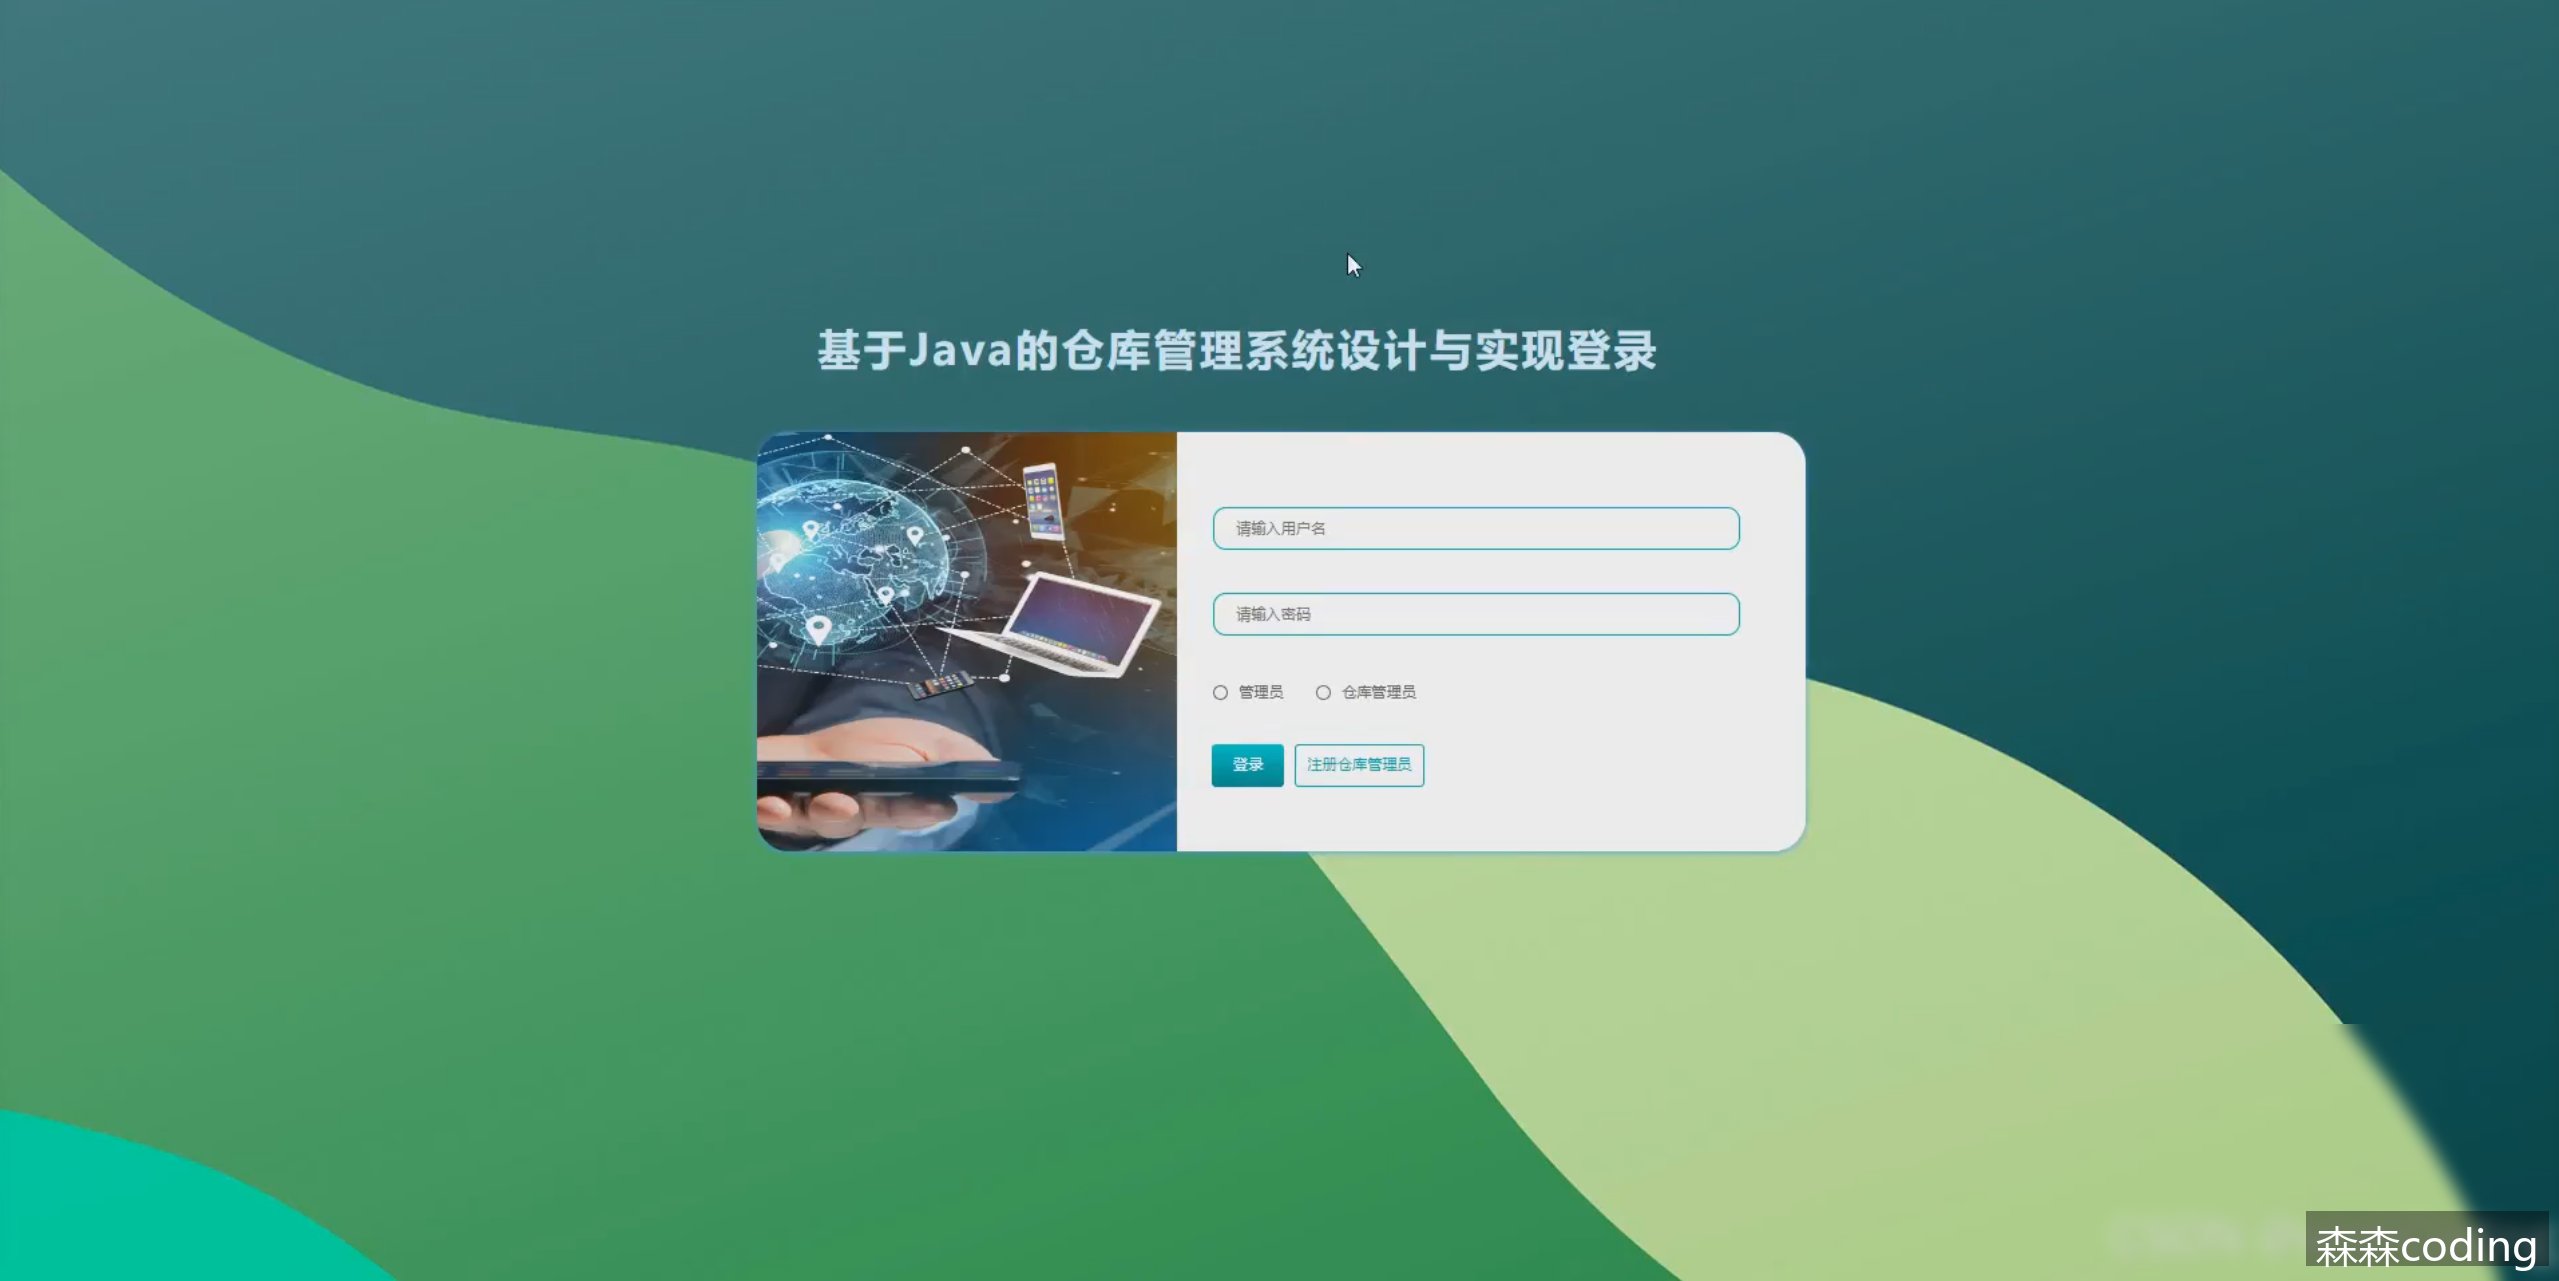 基于Java的仓库管理系统设计与实现登录
请输入用户名
请输入密码
管理员
仓库管理员
登录
注册仓库管理员
森森coding